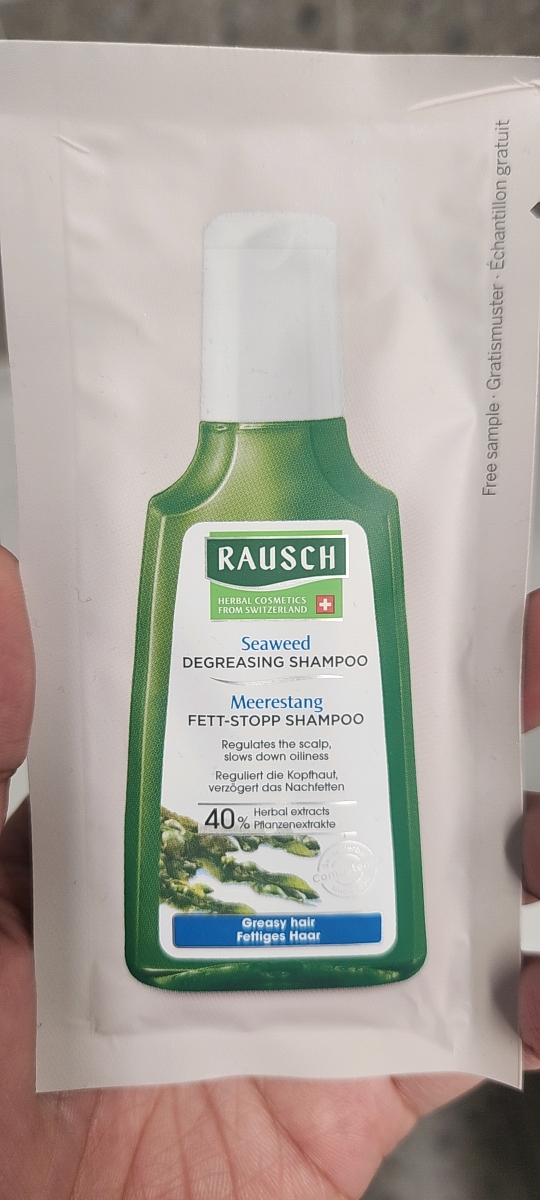 Free sample · Gratismuster · Échantillon gratuit
RAUSCH
HERBAL COSMETICS
FROM SWITZERLAND
Seaweed
DEGREASING SHAMPOO
Meerestang
FETT-STOPP SHAMPOO
Regulates the scalp,
slows down oiliness
Reguliert die Kopfhaut,
verzögert das Nachfetten
40%
Herbal extracts
Pflanzenextrakte
Greasy hair
Fettiges Haar